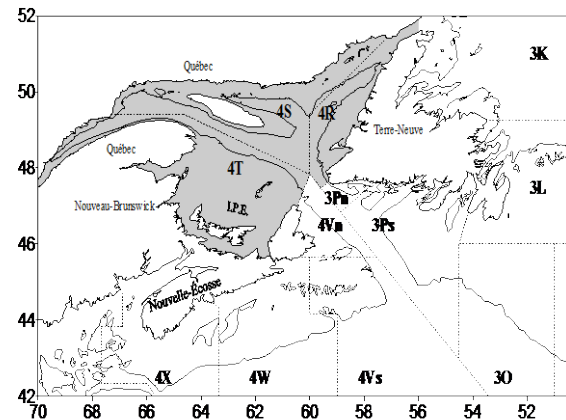 52
50
48
46
44
42
70
68
66
64
62
60
58
56
54
52
Québec
3K
4S
4R
Terre-Neuve
Québec
4T
3L
Nouveau-Brunswick
I.P.E.
3Pn
4Vn
3Ps
Nouvelle-Écosse
4X
4W
4Vs
3O